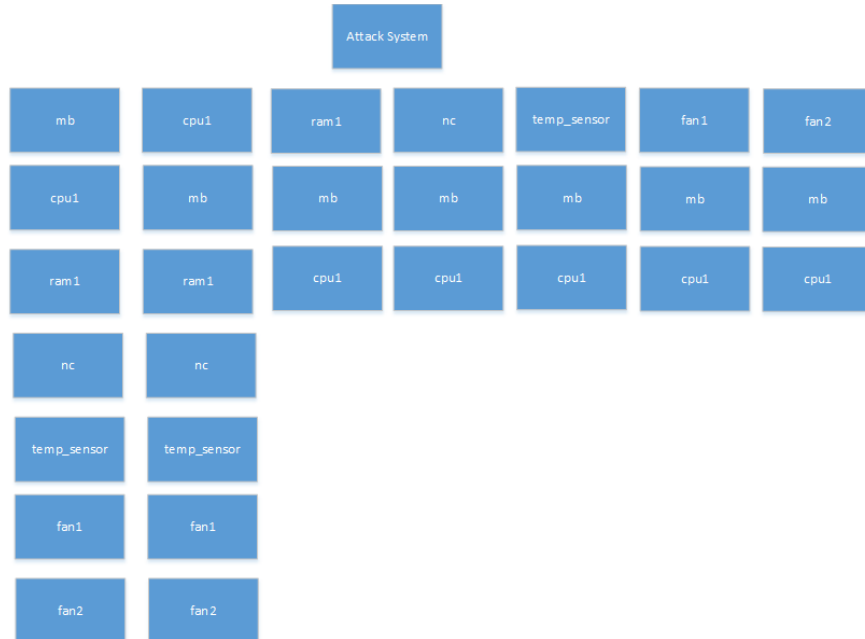 Attack System
mb cpu1 ram1 nc temp_sensor fan1 fan2
cpu1 mb mb mb mb mb mb
ram1 ram1 cpu1 cpu1 cpu1 cpu1 cpu1
nc nc
temp_sensor temp_sensor
fan1 fan1
fan2 fan2